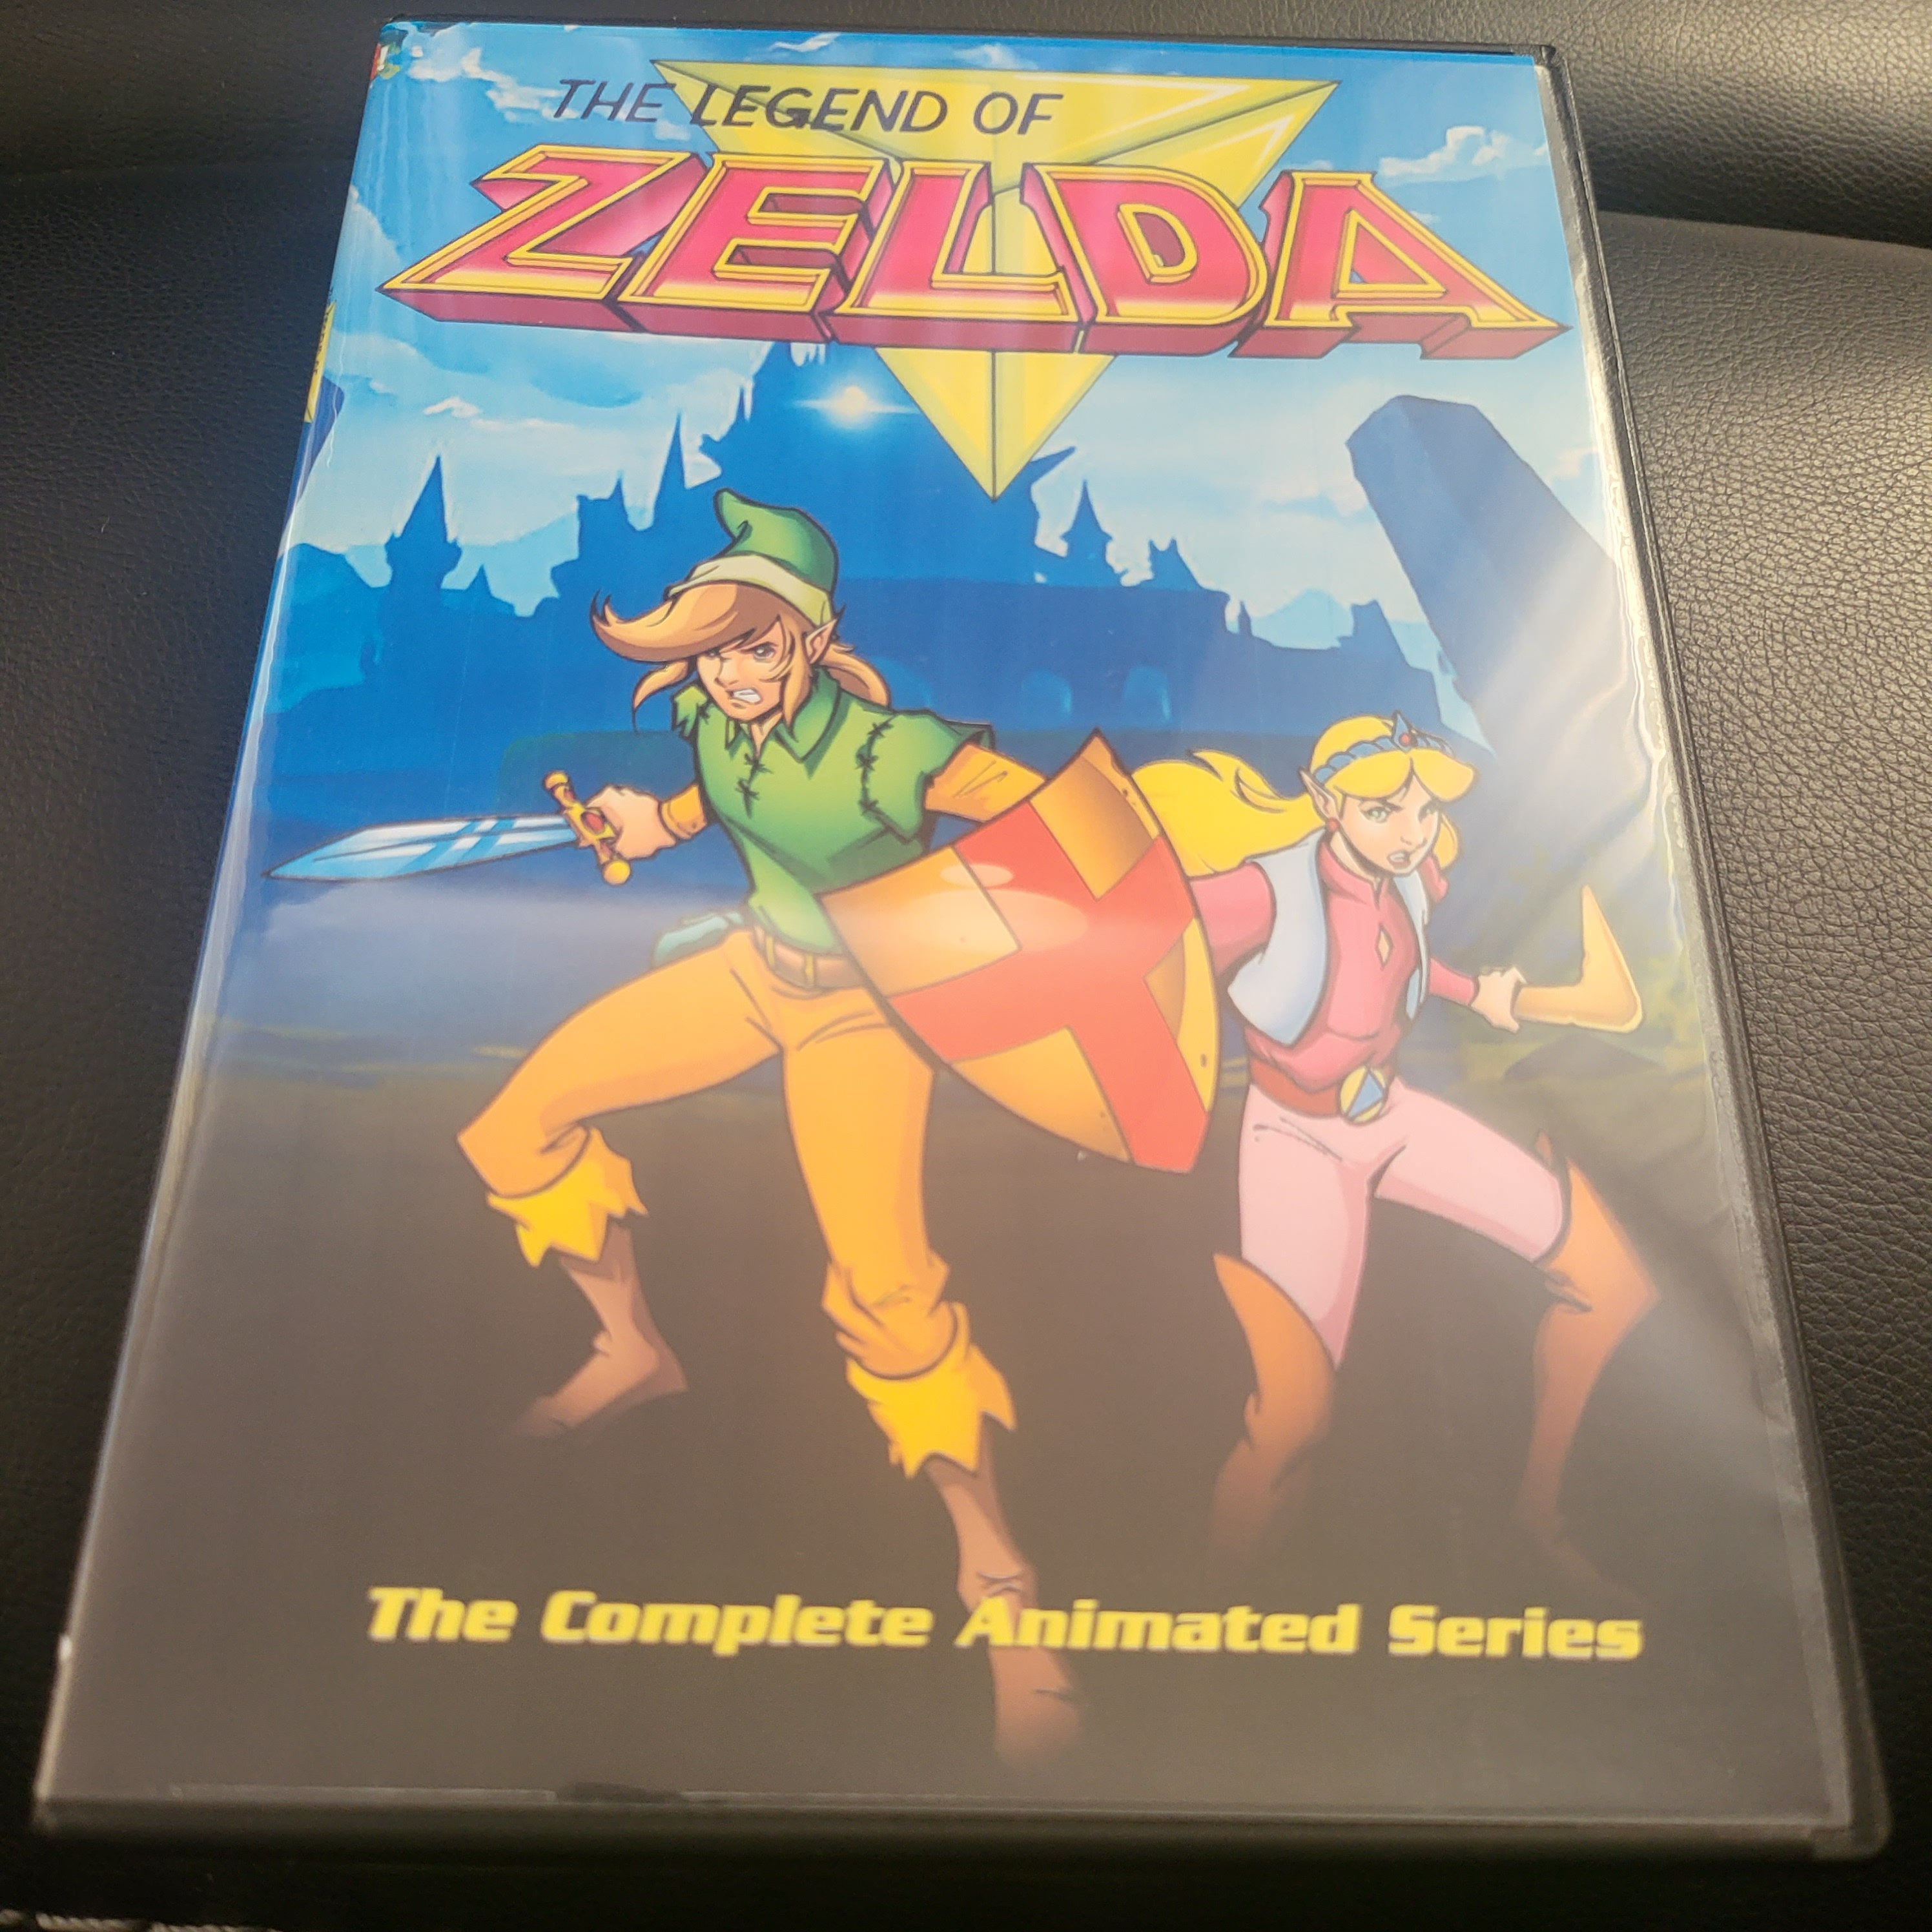 THE LEGEND OF
ZELDA
The Complete Animated Series